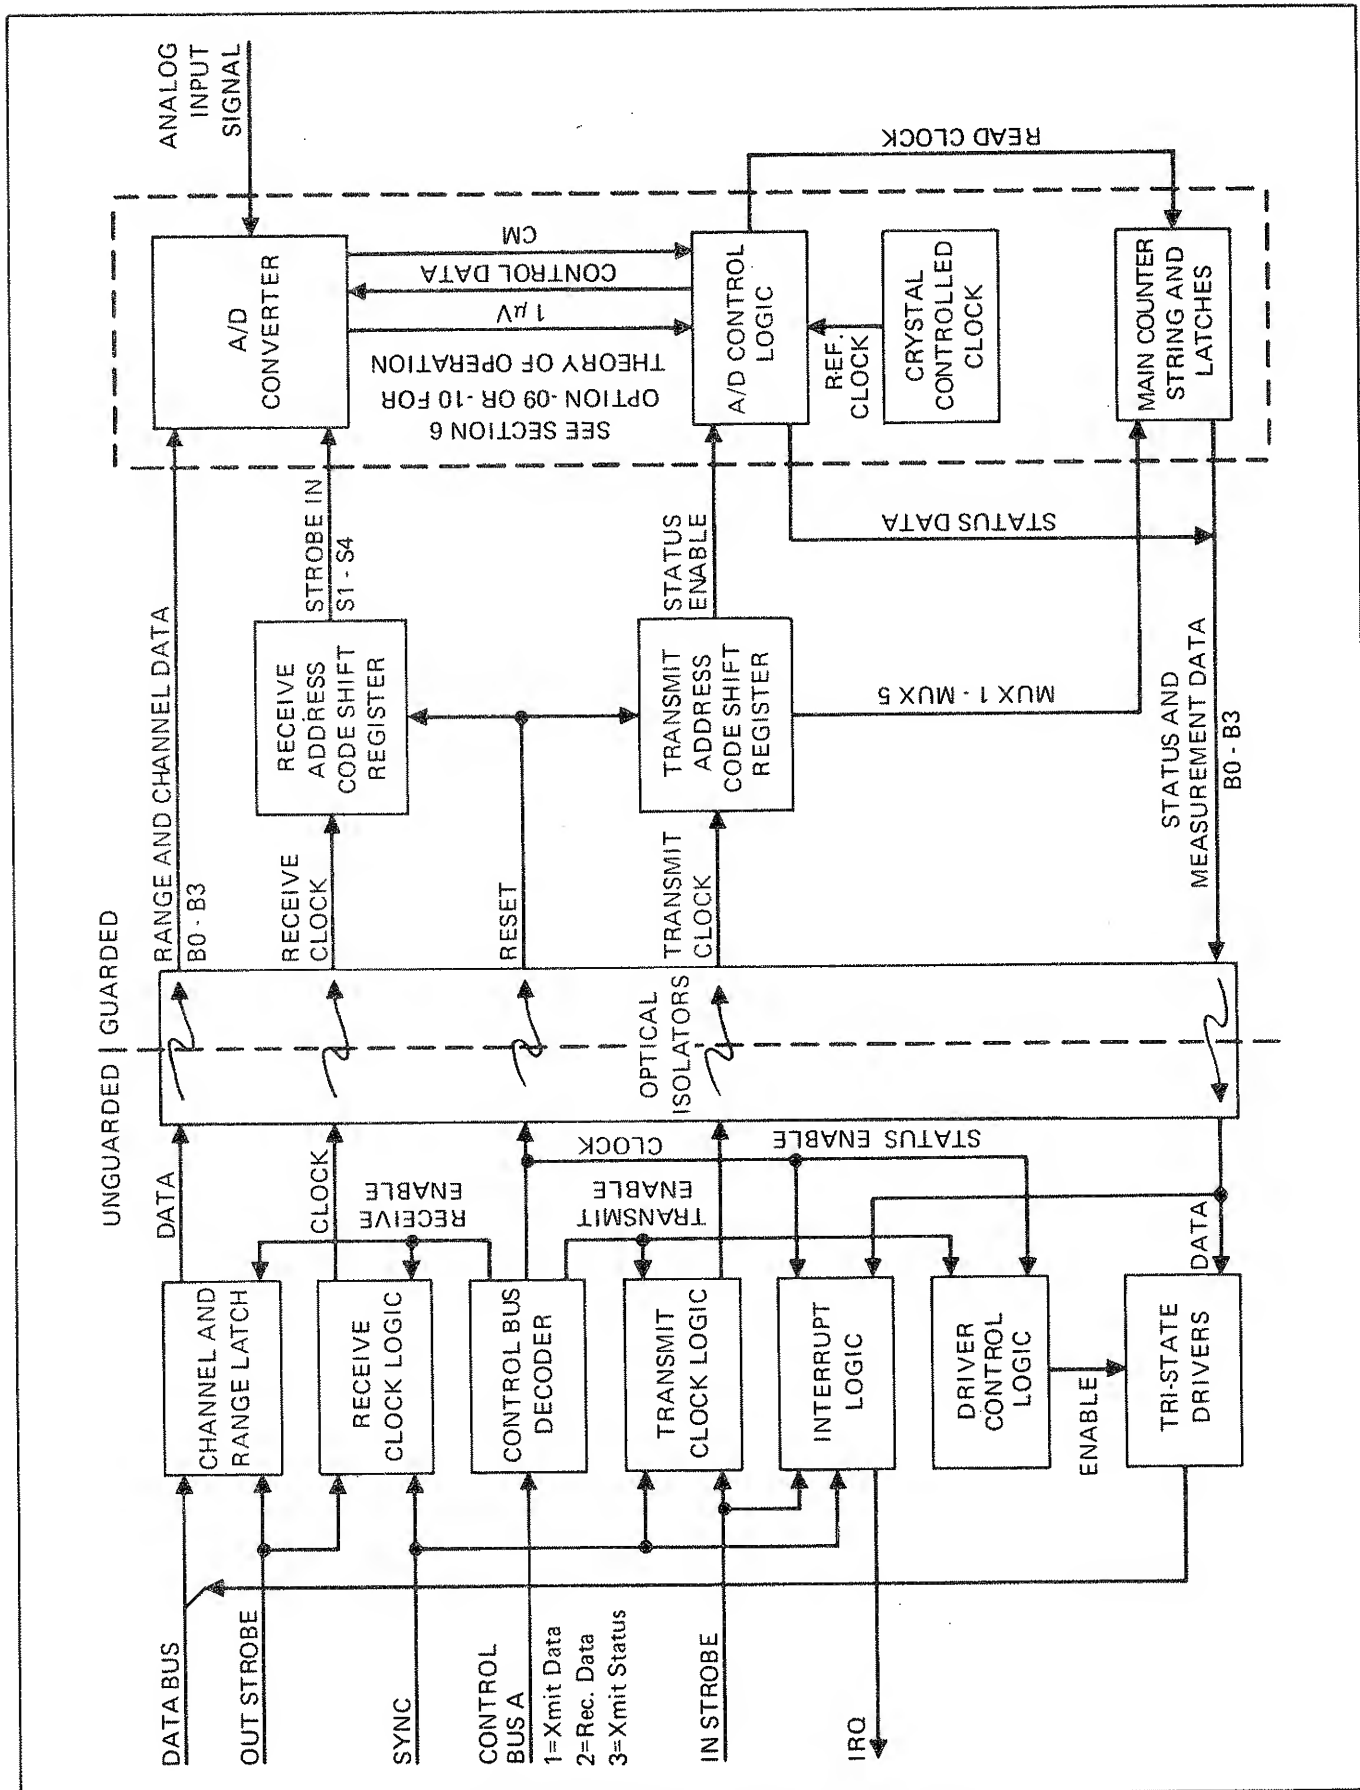 ANALOG
INPUT
SIGNAL
UNGUARDED
GUARDED
DATA BUS
OUT STROBE
SYNC
CONTROL
BUS A
1=Xmit Data
2=Rec. Data
3=Xmit Status
IN STROBE
IRQ
CHANNEL AND
RANGE LATCH
RECEIVE
CLOCK LOGIC
CONTROL BUS
DECODER
TRANSMIT
CLOCK LOGIC
INTERRUPT
LOGIC
DRIVER
CONTROL
LOGIC
ENABLE
TRI-STATE
DRIVERS
DATA
CLOCK
RECEIVE
ENABLE
TRANSMIT
ENABLE
CLOCK
STATUS ENABLE
DATA
OPTICAL
ISOLATORS
RANGE AND CHANNEL DATA
B0 - B3
RECEIVE
CLOCK
RESET
TRANSMIT
CLOCK
STATUS AND
MEASUREMENT DATA
B0 - B3
RECEIVE
ADDRESS
CODE SHIFT
REGISTER
TRANSMIT
ADDRESS
CODE SHIFT
REGISTER
MUX 1 - MUX 5
STROBE IN
S1 - S4
STATUS
ENABLE
STATUS DATA
A/D
CONVERTER
CM
CONTROL DATA
1 µV
SEE SECTION 6
OPTION -09 OR -10 FOR
THEORY OF OPERATION
A/D CONTROL
LOGIC
REF.
CLOCK
CRYSTAL
CONTROLLED
CLOCK
MAIN COUNTER
STRING AND
LATCHES
READ CLOCK